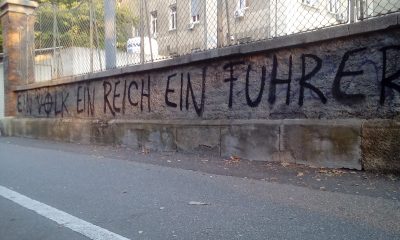 EIN VOLK EIN REICH EIN FUHRER